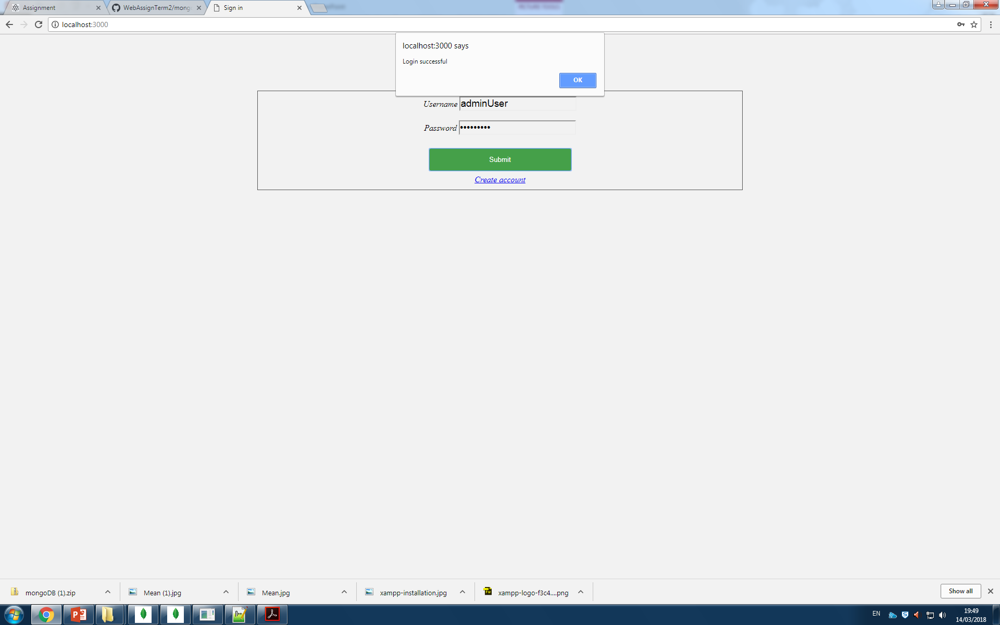 Assignment
WebAssignTerm2/mong
Sign in
localhost:3000
localhost:3000 says
Login successful
OK
Username adminUser
Password •••••••••
Submit
Create account
mongoDB (1).zip
Mean (1).jpg
Mean.jpg
xampp-installation.jpg
xampp-logo-f3c4....png
Show all
EN
19:49
14/03/2018